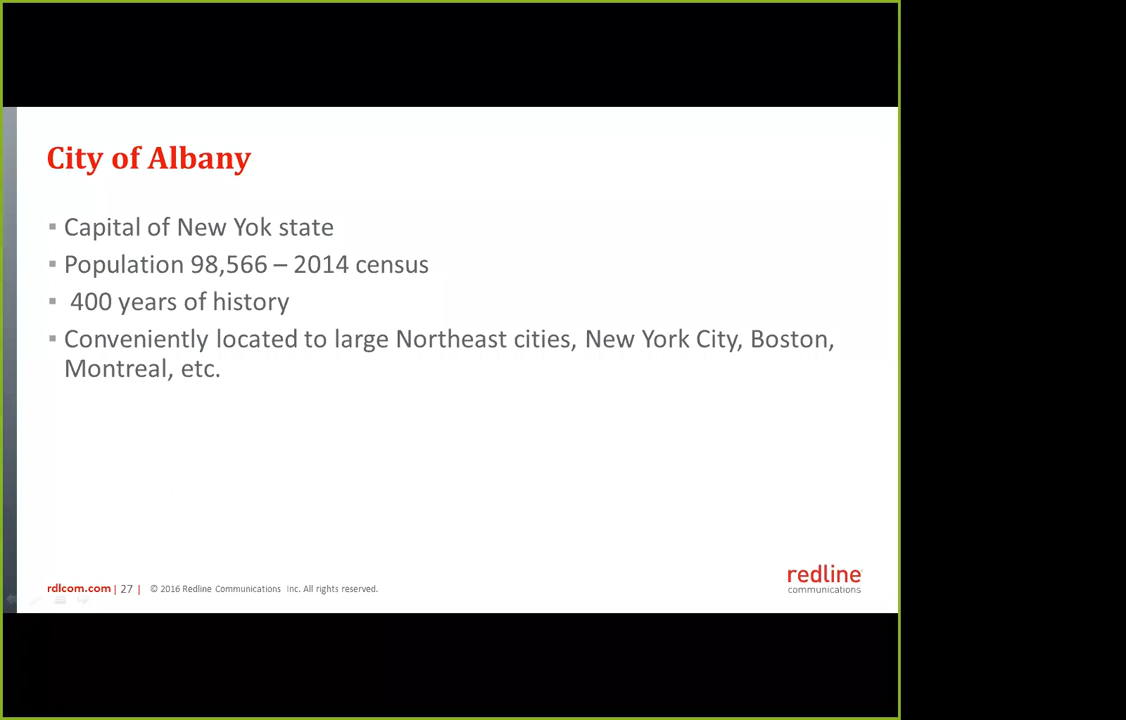 City of Albany
▪ Capital of New Yok state
▪ Population 98,566 – 2014 census
▪ 400 years of history
▪ Conveniently located to large Northeast cities, New York City, Boston,
Montreal, etc.
rdlcom.com | 27 | © 2016 Redline Communications Inc. All rights reserved.
redline
communications